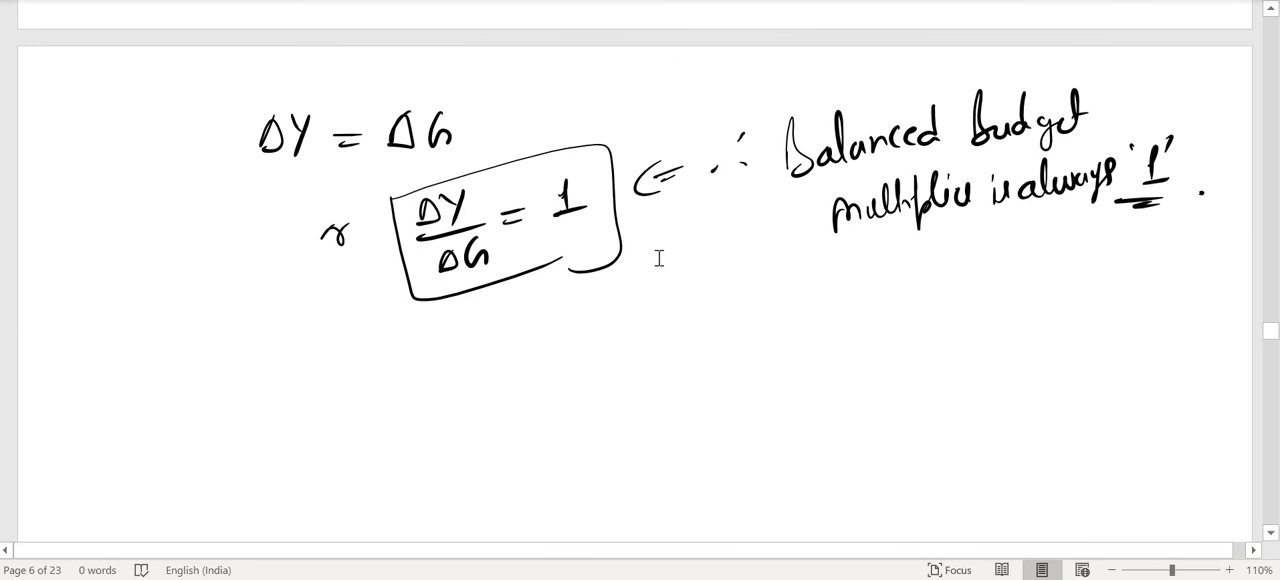 ΔY = ΔG
∴ Balanced Budget
r ΔY/ΔG = 1 ⇐
multiplier is always '1'.
Page 6 of 23 0 words English (India) Focus 110%